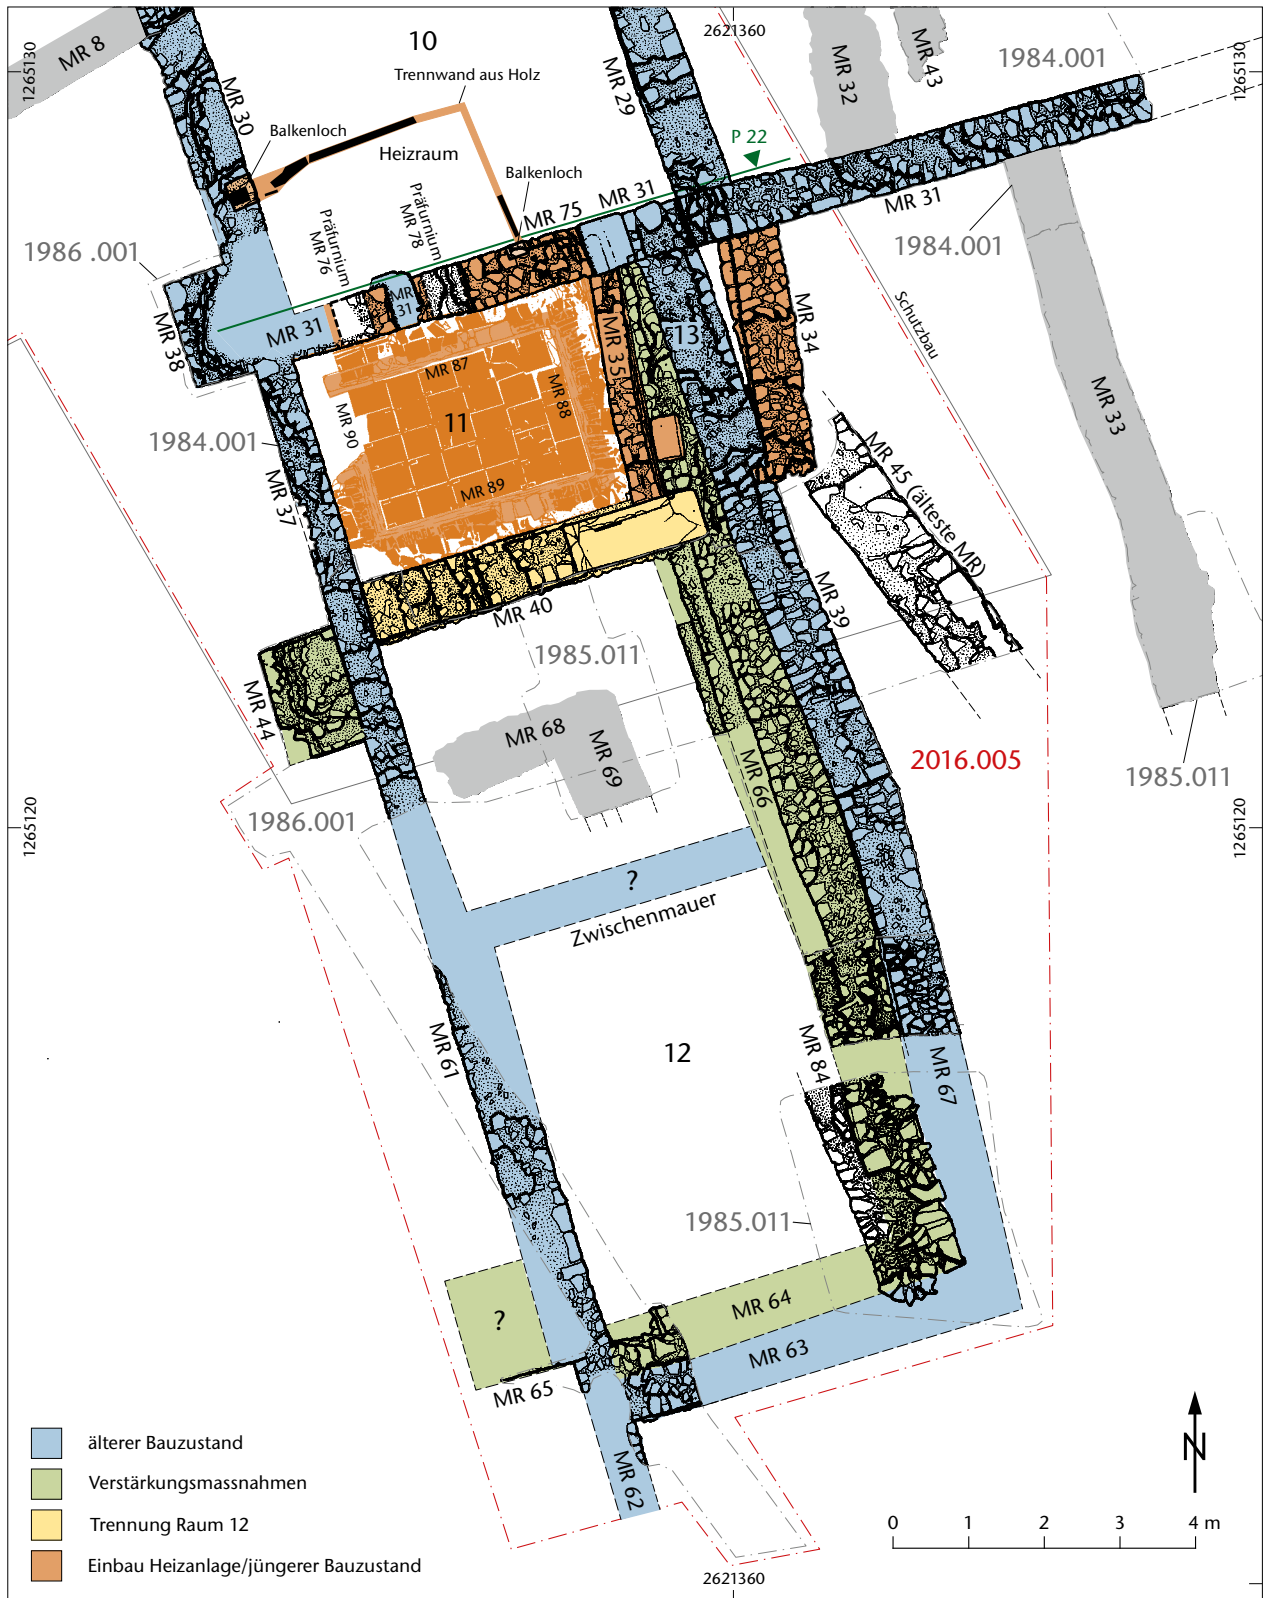 2621360
10
MR 8
MR 43
1984.001
1265130
1265130
MR 32
MR 29
Trennwand aus Holz
MR 30
Balkenloch
P 22
Heizraum
Balkenloch
MR 31
MR 31
MR 75
Präfurnium
MR 78
Präfurnium
MR 76
1984.001
1986 .001
MR 31
MR 31
MR 38
Schutzbau
MR 34
13
MR 35
MR 87
MR 88
MR 33
MR 90
11
1984.001
MR 45 (älteste MR)
MR 37
MR 89
MR 39
MR 40
1985.011
MR 44
MR 68
MR 69
MR 66
2016.005
1985.011
1986.001
1265120
1265120
?
Zwischenmauer
MR 61
12
MR 84
MR 67
1985.011
MR 64
?
MR 63
MR 65
MR 62
N
älterer Bauzustand
Verstärkungsmassnahmen
Trennung Raum 12
Einbau Heizanlage/jüngerer Bauzustand
0 1 2 3 4 m
2621360